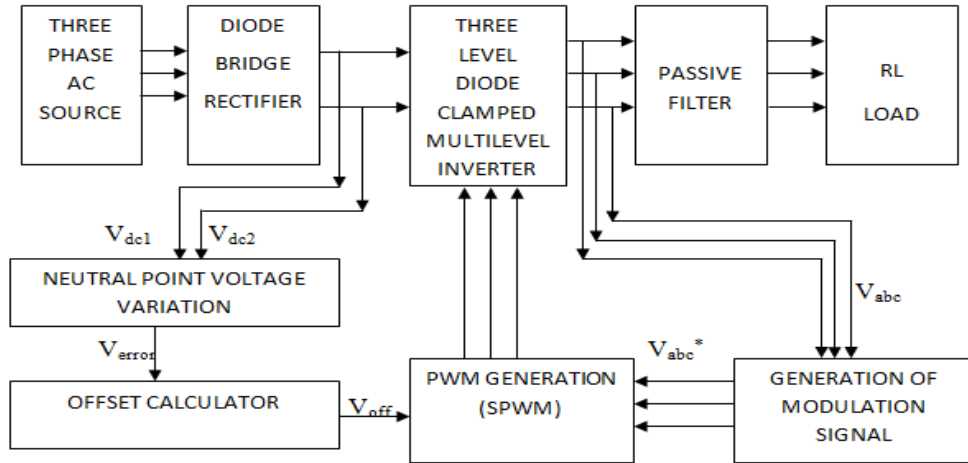 THREE
PHASE
AC
SOURCE
DIODE
BRIDGE
RECTIFIER
THREE
LEVEL
DIODE
CLAMPED
MULTILEVEL
INVERTER
PASSIVE
FILTER
RL
LOAD
Vdc1
Vdc2
NEUTRAL POINT VOLTAGE
VARIATION
Vabc
Verror
Vabc*
OFFSET CALCULATOR
Voff
PWM GENERATION
(SPWM)
GENERATION OF
MODULATION
SIGNAL